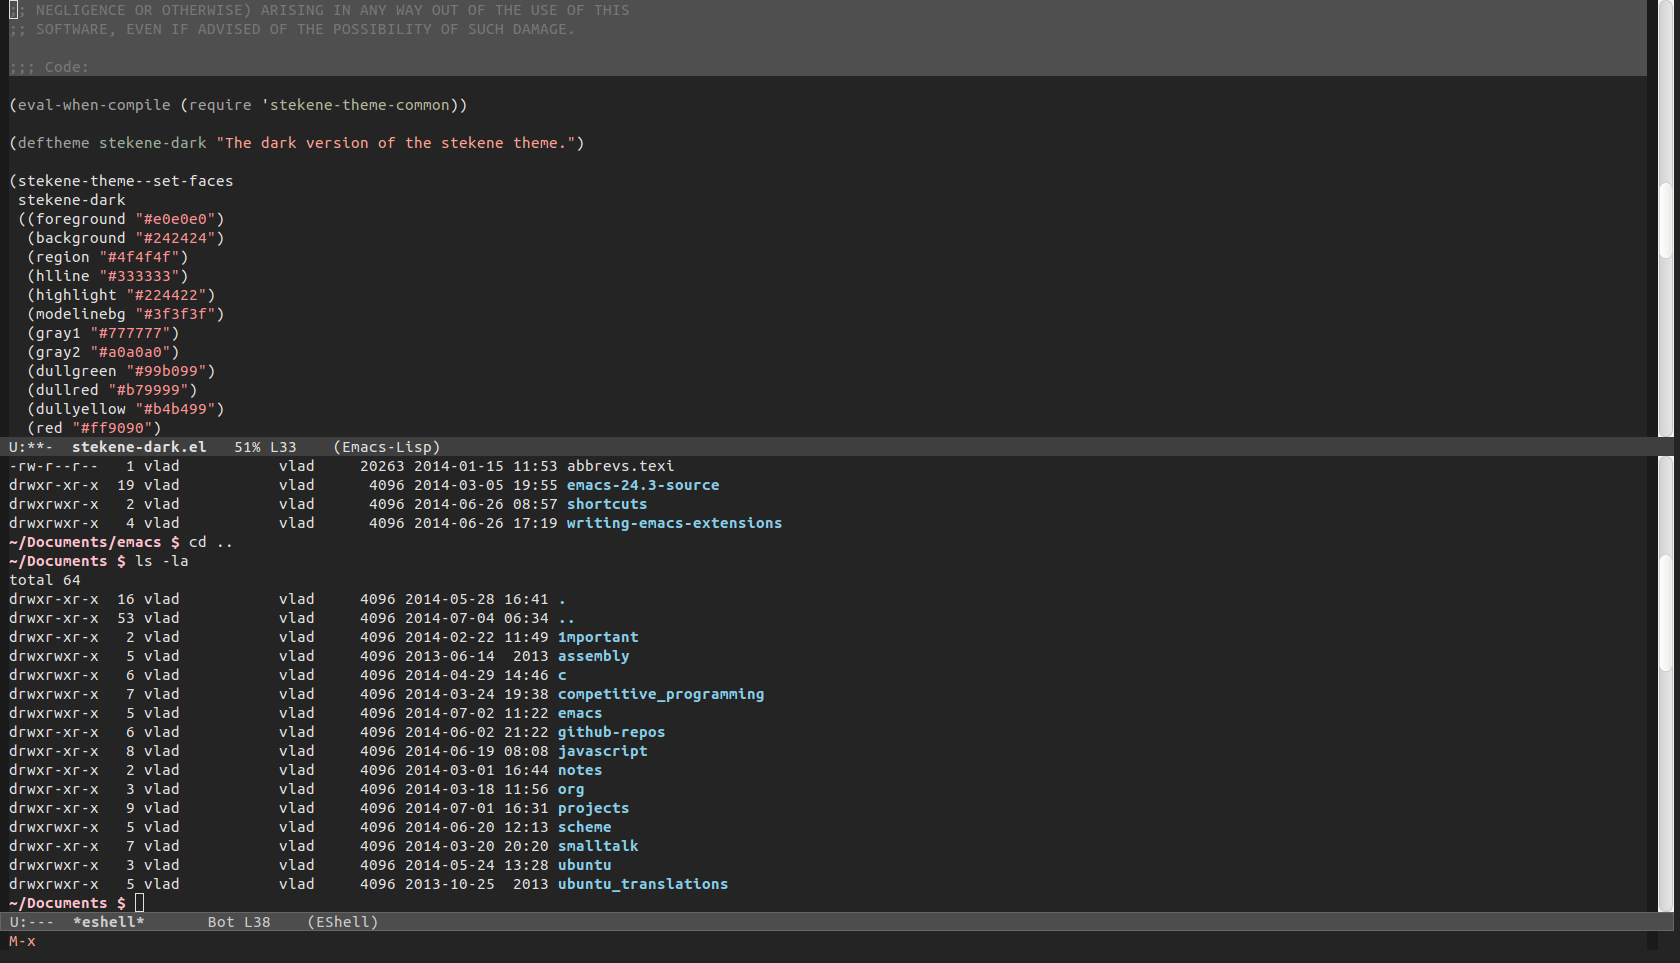 ;; NEGLIGENCE OR OTHERWISE) ARISING IN ANY WAY OUT OF THE USE OF THIS
;; SOFTWARE, EVEN IF ADVISED OF THE POSSIBILITY OF SUCH DAMAGE.
;;; Code:
(eval-when-compile (require 'stekene-theme-common))
(deftheme stekene-dark "The dark version of the stekene theme.")
(stekene-theme--set-faces
 stekene-dark
 ((foreground "#e0e0e0")
  (background "#242424")
  (region "#4f4f4f")
  (hlline "#333333")
  (highlight "#224422")
  (modelinebg "#3f3f3f")
  (gray1 "#777777")
  (gray2 "#a0a0a0")
  (dullgreen "#99b099")
  (dullred "#b79999")
  (dullyellow "#b4b499")
  (red "#ff9090")
U:**-  stekene-dark.el   51% L33    (Emacs-Lisp)
-rw-r--r--   1 vlad           vlad     20263 2014-01-15 11:53 abbrevs.texi
drwxr-xr-x  19 vlad           vlad      4096 2014-03-05 19:55 emacs-24.3-source
drwxrwxr-x   2 vlad           vlad      4096 2014-06-26 08:57 shortcuts
drwxrwxr-x   4 vlad           vlad      4096 2014-06-26 17:19 writing-emacs-extensions
~/Documents/emacs $ cd ..
~/Documents $ ls -la
total 64
drwxr-xr-x  16 vlad           vlad     4096 2014-05-28 16:41 .
drwxr-xr-x  53 vlad           vlad     4096 2014-07-04 06:34 ..
drwxr-xr-x   2 vlad           vlad     4096 2014-02-22 11:49 1mportant
drwxrwxr-x   5 vlad           vlad     4096 2013-06-14  2013 assembly
drwxrwxr-x   6 vlad           vlad     4096 2014-04-29 14:46 c
drwxrwxr-x   7 vlad           vlad     4096 2014-03-24 19:38 competitive_programming
drwxrwxr-x   5 vlad           vlad     4096 2014-07-02 11:22 emacs
drwxrwxr-x   6 vlad           vlad     4096 2014-06-02 21:22 github-repos
drwxr-xr-x   8 vlad           vlad     4096 2014-06-19 08:08 javascript
drwxr-xr-x   2 vlad           vlad     4096 2014-03-01 16:44 notes
drwxr-xr-x   3 vlad           vlad     4096 2014-03-18 11:56 org
drwxr-xr-x   9 vlad           vlad     4096 2014-07-01 16:31 projects
drwxrwxr-x   5 vlad           vlad     4096 2014-06-20 12:13 scheme
drwxr-xr-x   7 vlad           vlad     4096 2014-03-20 20:20 smalltalk
drwxrwxr-x   3 vlad           vlad     4096 2014-05-24 13:28 ubuntu
drwxrwxr-x   5 vlad           vlad     4096 2013-10-25  2013 ubuntu_translations
~/Documents $
U:---  *eshell*       Bot L38    (EShell)
M-x